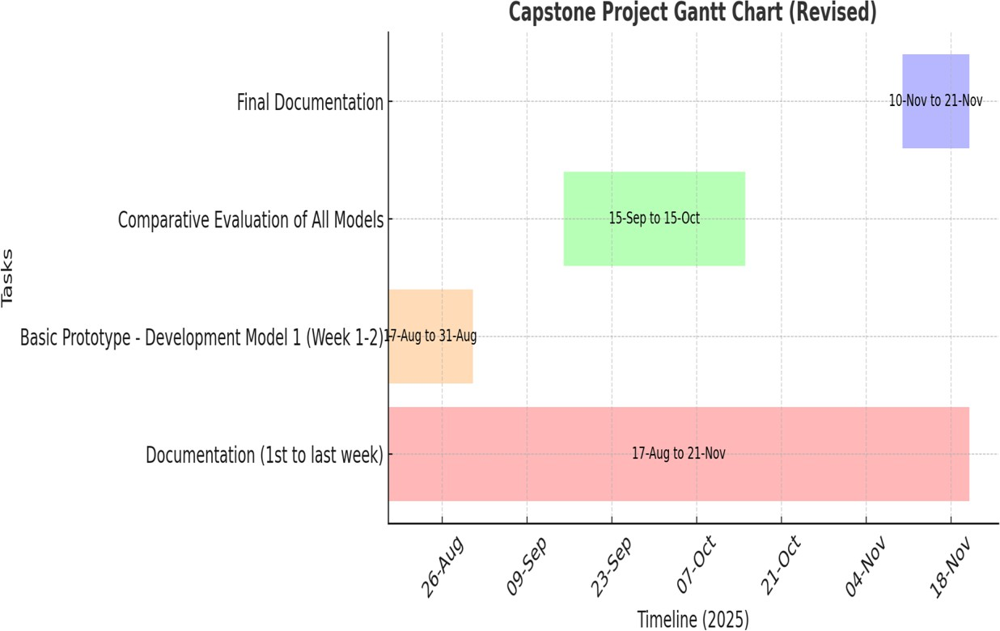 Capstone Project Gantt Chart (Revised)
Final Documentation
10-Nov to 21-Nov
Comparative Evaluation of All Models
15-Sep to 15-Oct
Tasks
Basic Prototype - Development Model 1 (Week 1-2)
17-Aug to 31-Aug
Documentation (1st to last week)
17-Aug to 21-Nov
26-Aug
09-Sep
23-Sep
07-Oct
21-Oct
04-Nov
18-Nov
Timeline (2025)